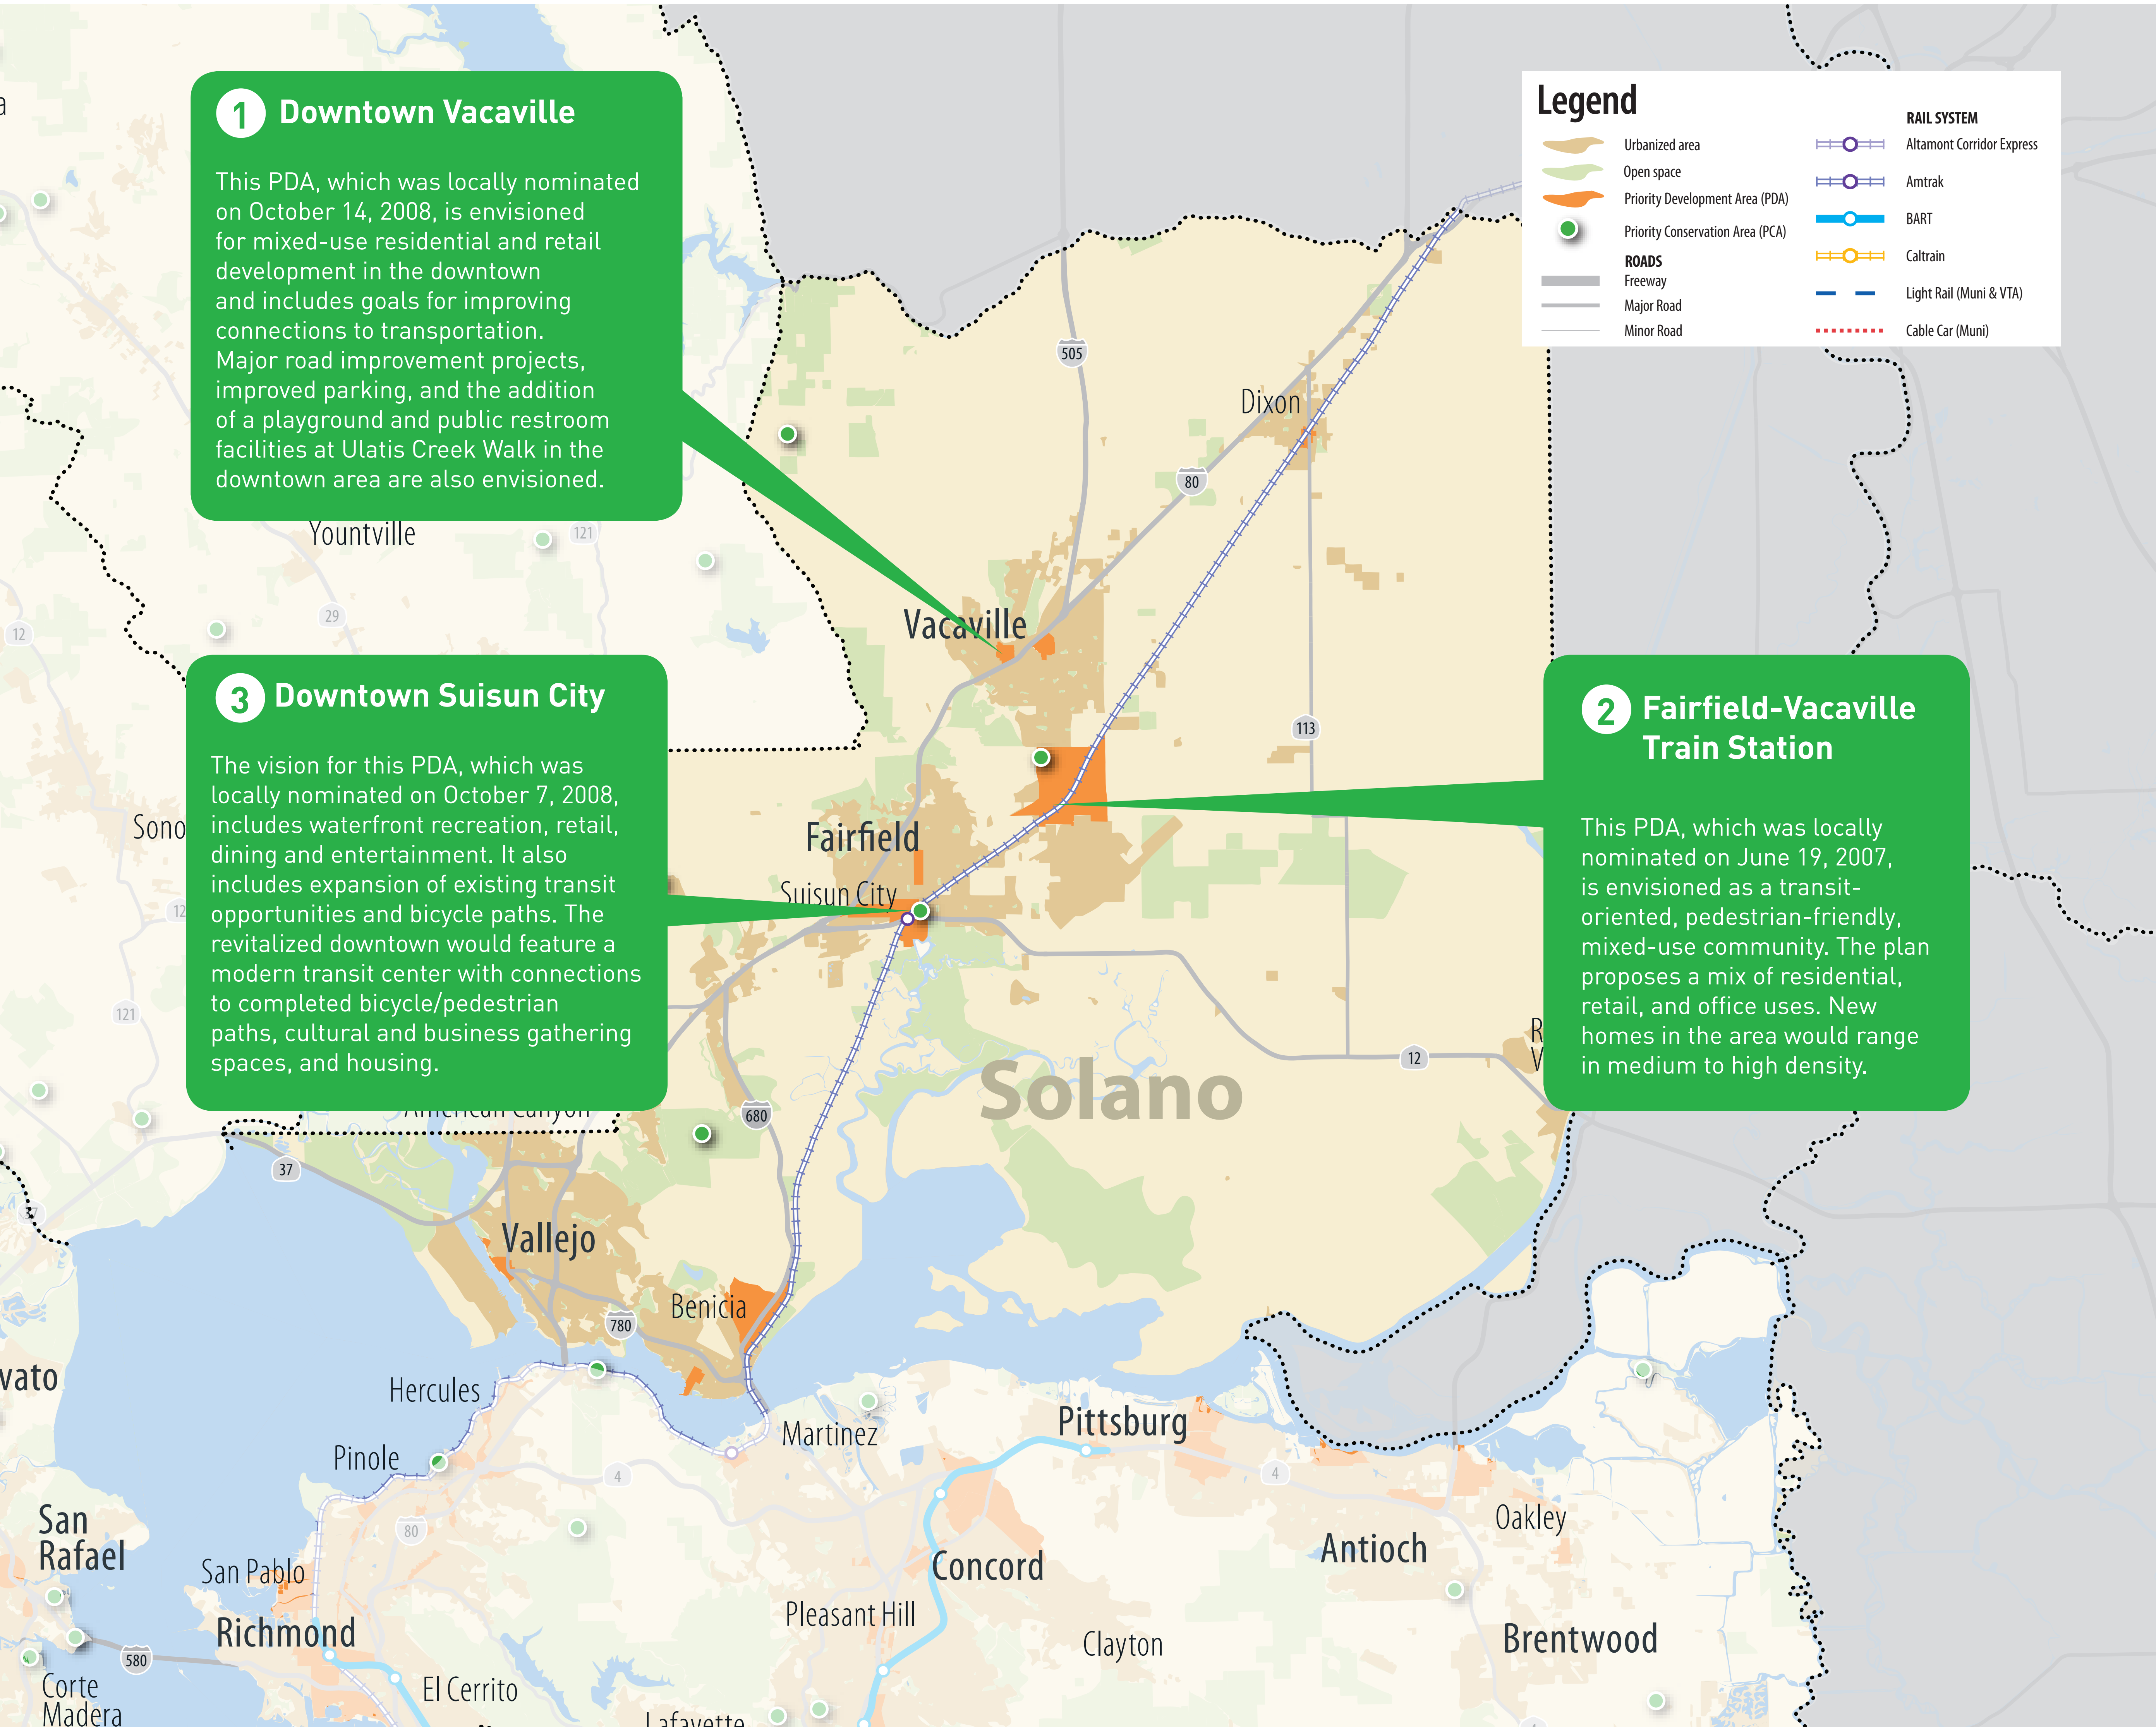 1 Downtown Vacaville
This PDA, which was locally nominated
on October 14, 2008, is envisioned
for mixed-use residential and retail
development in the downtown
and includes goals for improving
connections to transportation.
Major road improvement projects,
improved parking, and the addition
of a playground and public restroom
facilities at Ulatis Creek Walk in the
downtown area are also envisioned.
Legend
Urbanized area
Open space
Priority Development Area (PDA)
Priority Conservation Area (PCA)
ROADS
Freeway
Major Road
Minor Road
RAIL SYSTEM
Altamont Corridor Express
Amtrak
BART
Caltrain
Light Rail (Muni & VTA)
Cable Car (Muni)
505
Dixon
80
Yountville
121
29
12
Vacaville
3 Downtown Suisun City
The vision for this PDA, which was
locally nominated on October 7, 2008,
includes waterfront recreation, retail,
dining and entertainment. It also
includes expansion of existing transit
opportunities and bicycle paths. The
revitalized downtown would feature a
modern transit center with connections
to completed bicycle/pedestrian
paths, cultural and business gathering
spaces, and housing.
2 Fairfield-Vacaville
Train Station
This PDA, which was locally
nominated on June 19, 2007,
is envisioned as a transit-
oriented, pedestrian-friendly,
mixed-use community. The plan
proposes a mix of residential,
retail, and office uses. New
homes in the area would range
in medium to high density.
113
Sono
Fairfield
Suisun City
12
121
R
V
12
Solano
American Canyon
680
37
37
Vallejo
Benicia
780
vato
Hercules
Martinez
Pittsburg
Pinole
4
4
San
Rafael
80
Oakley
Antioch
San Pablo
Concord
Richmond
Pleasant Hill
Clayton
Brentwood
580
Corte
Madera
El Cerrito
Lafayette
4